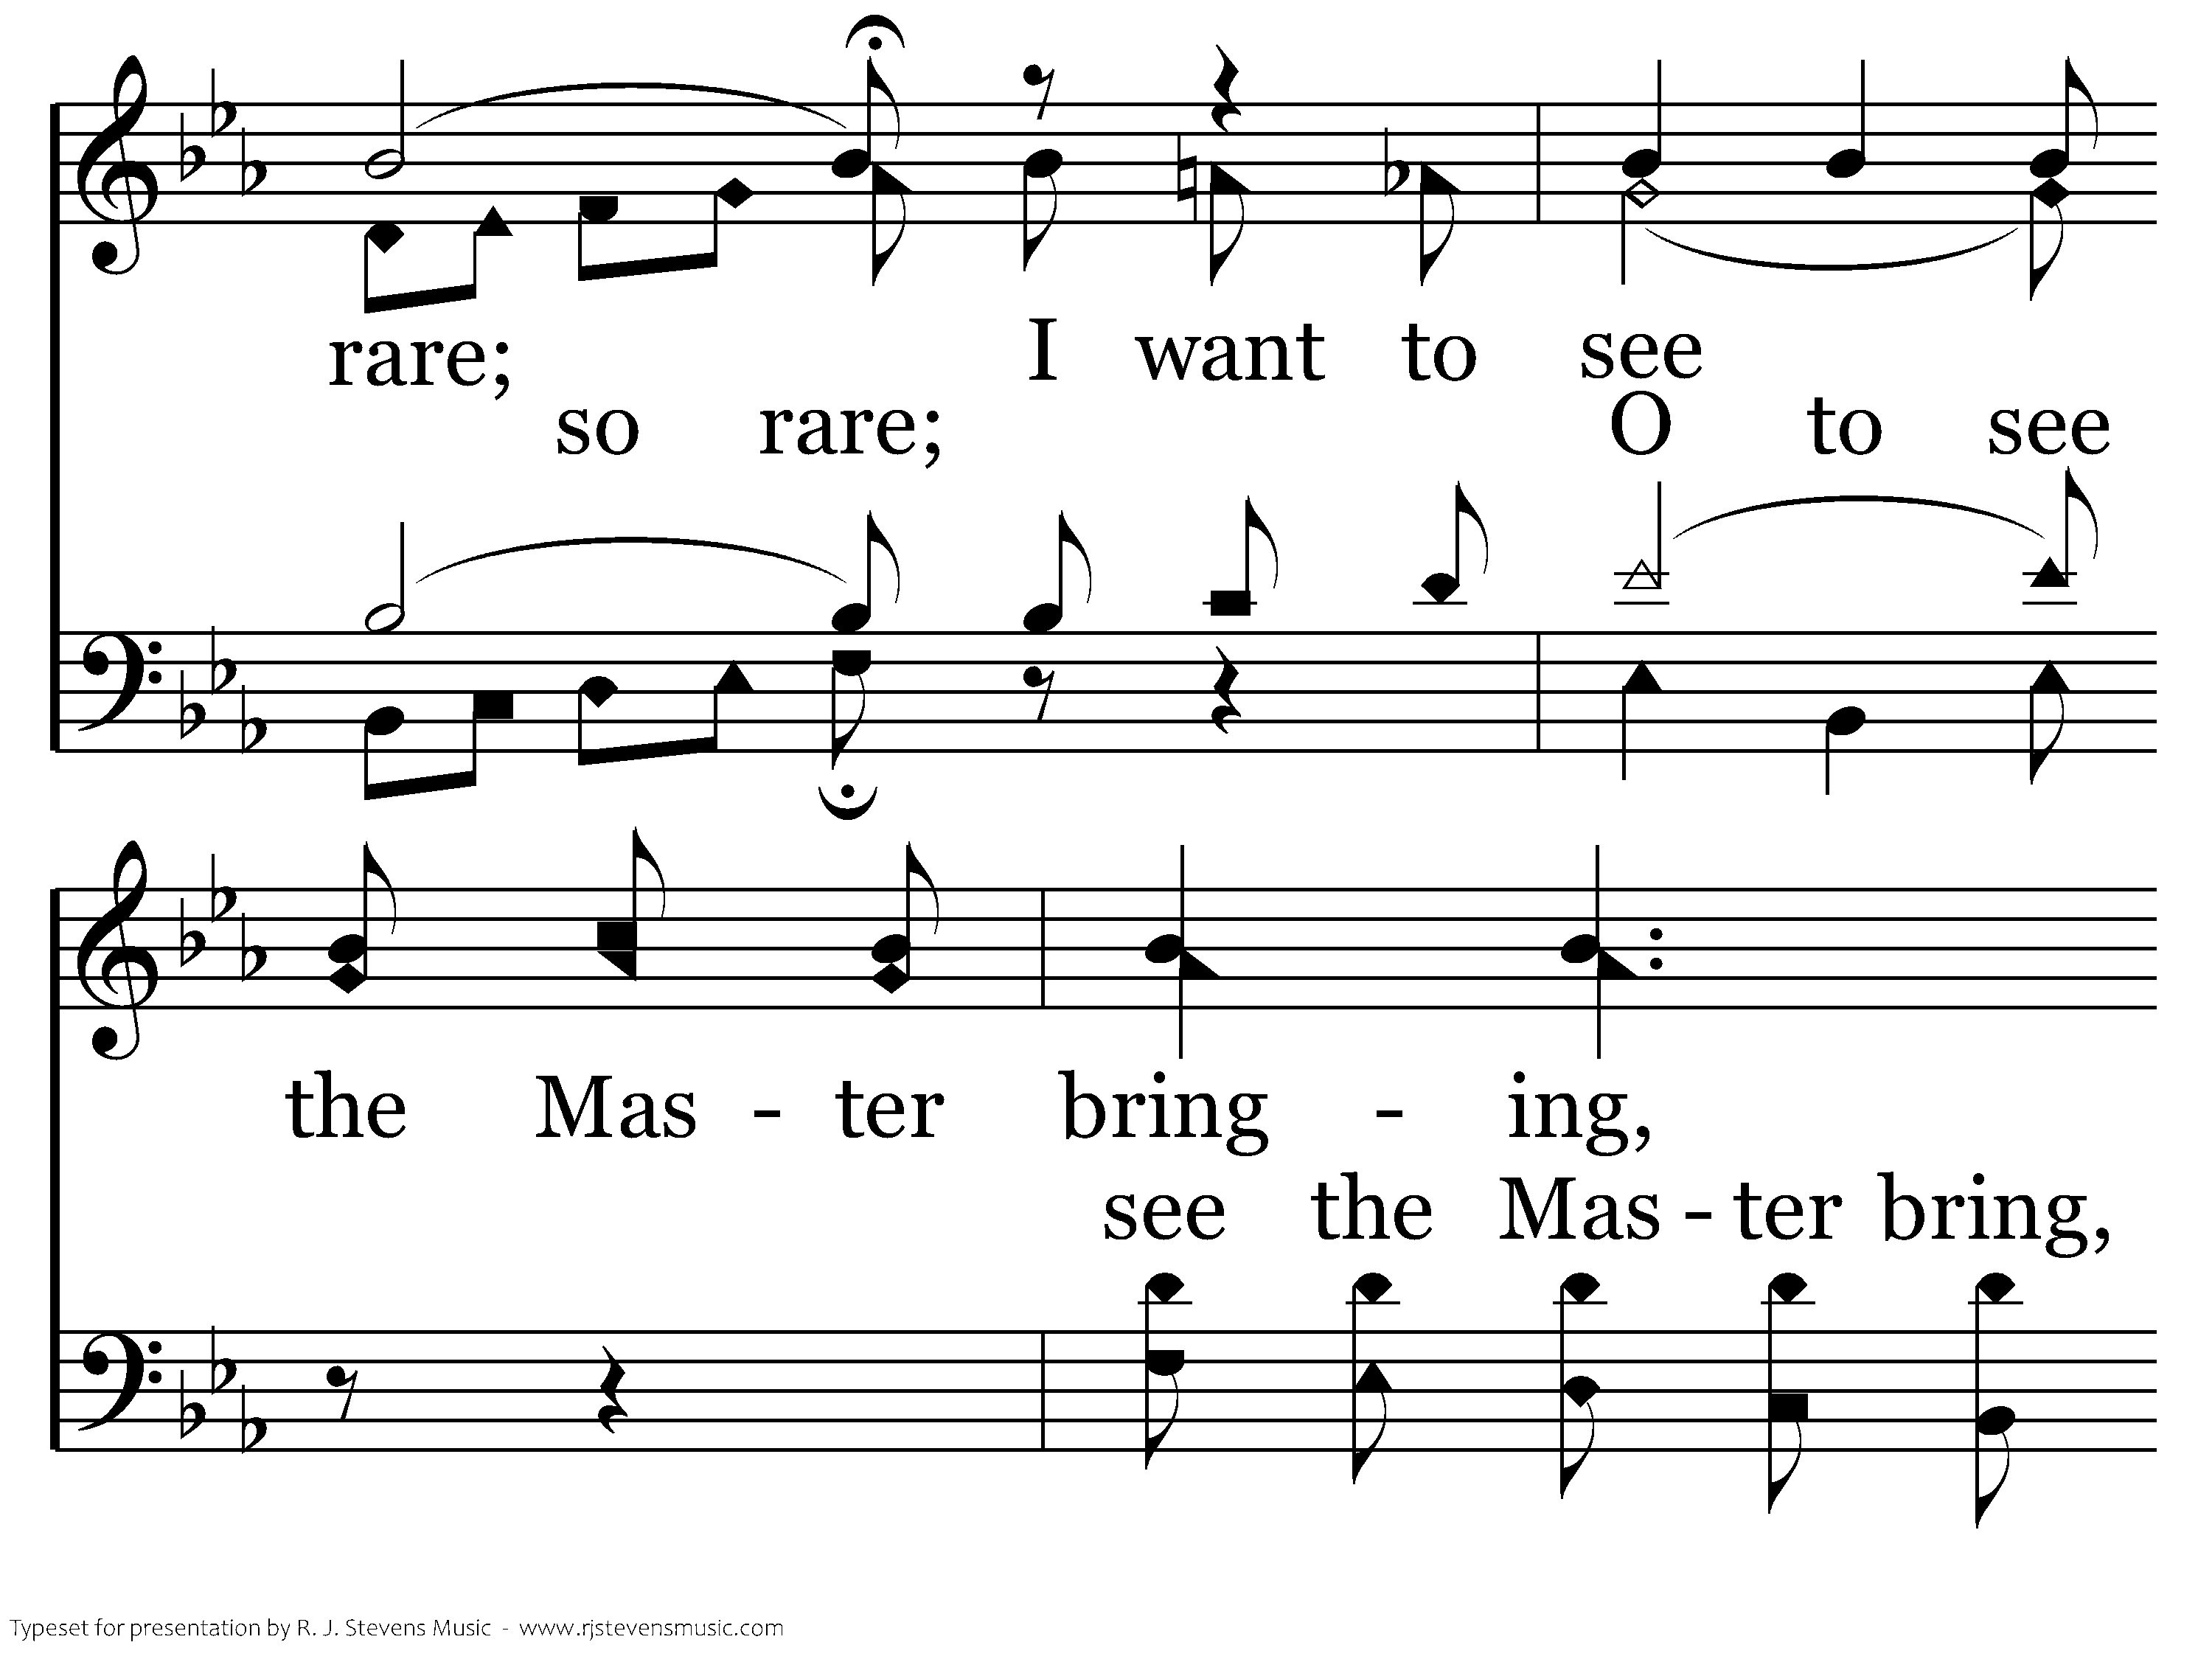 rare; I want to see
so rare; O to see
the Mas - ter bring - ing,
see the Mas - ter bring,
Typeset for presentation by R. J. Stevens Music - www.rjstevensmusic.com